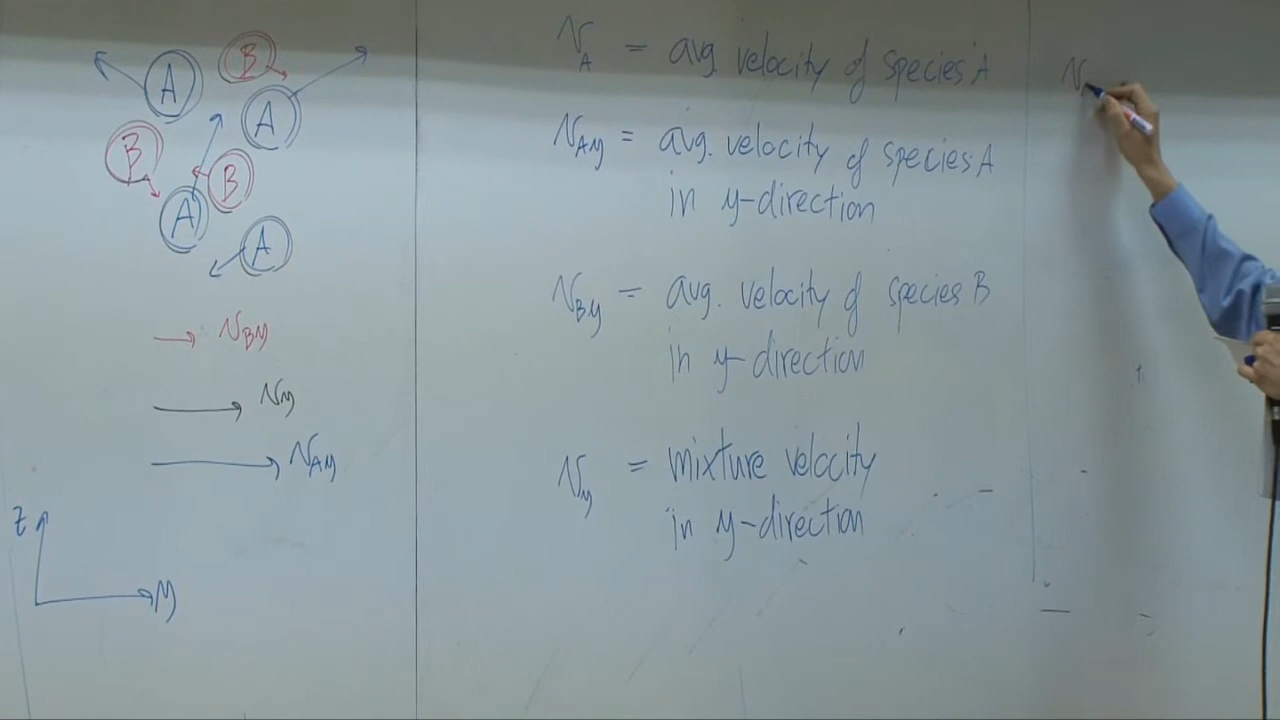 A
B
A
B
B
A
A
v_By
v_y
v_Ay
z
y
v_A = avg. velocity of species A
v_Ay = avg. velocity of species A
in y-direction
v_By = avg. velocity of species B
in y-direction
v_y = mixture velocity
in y-direction
v